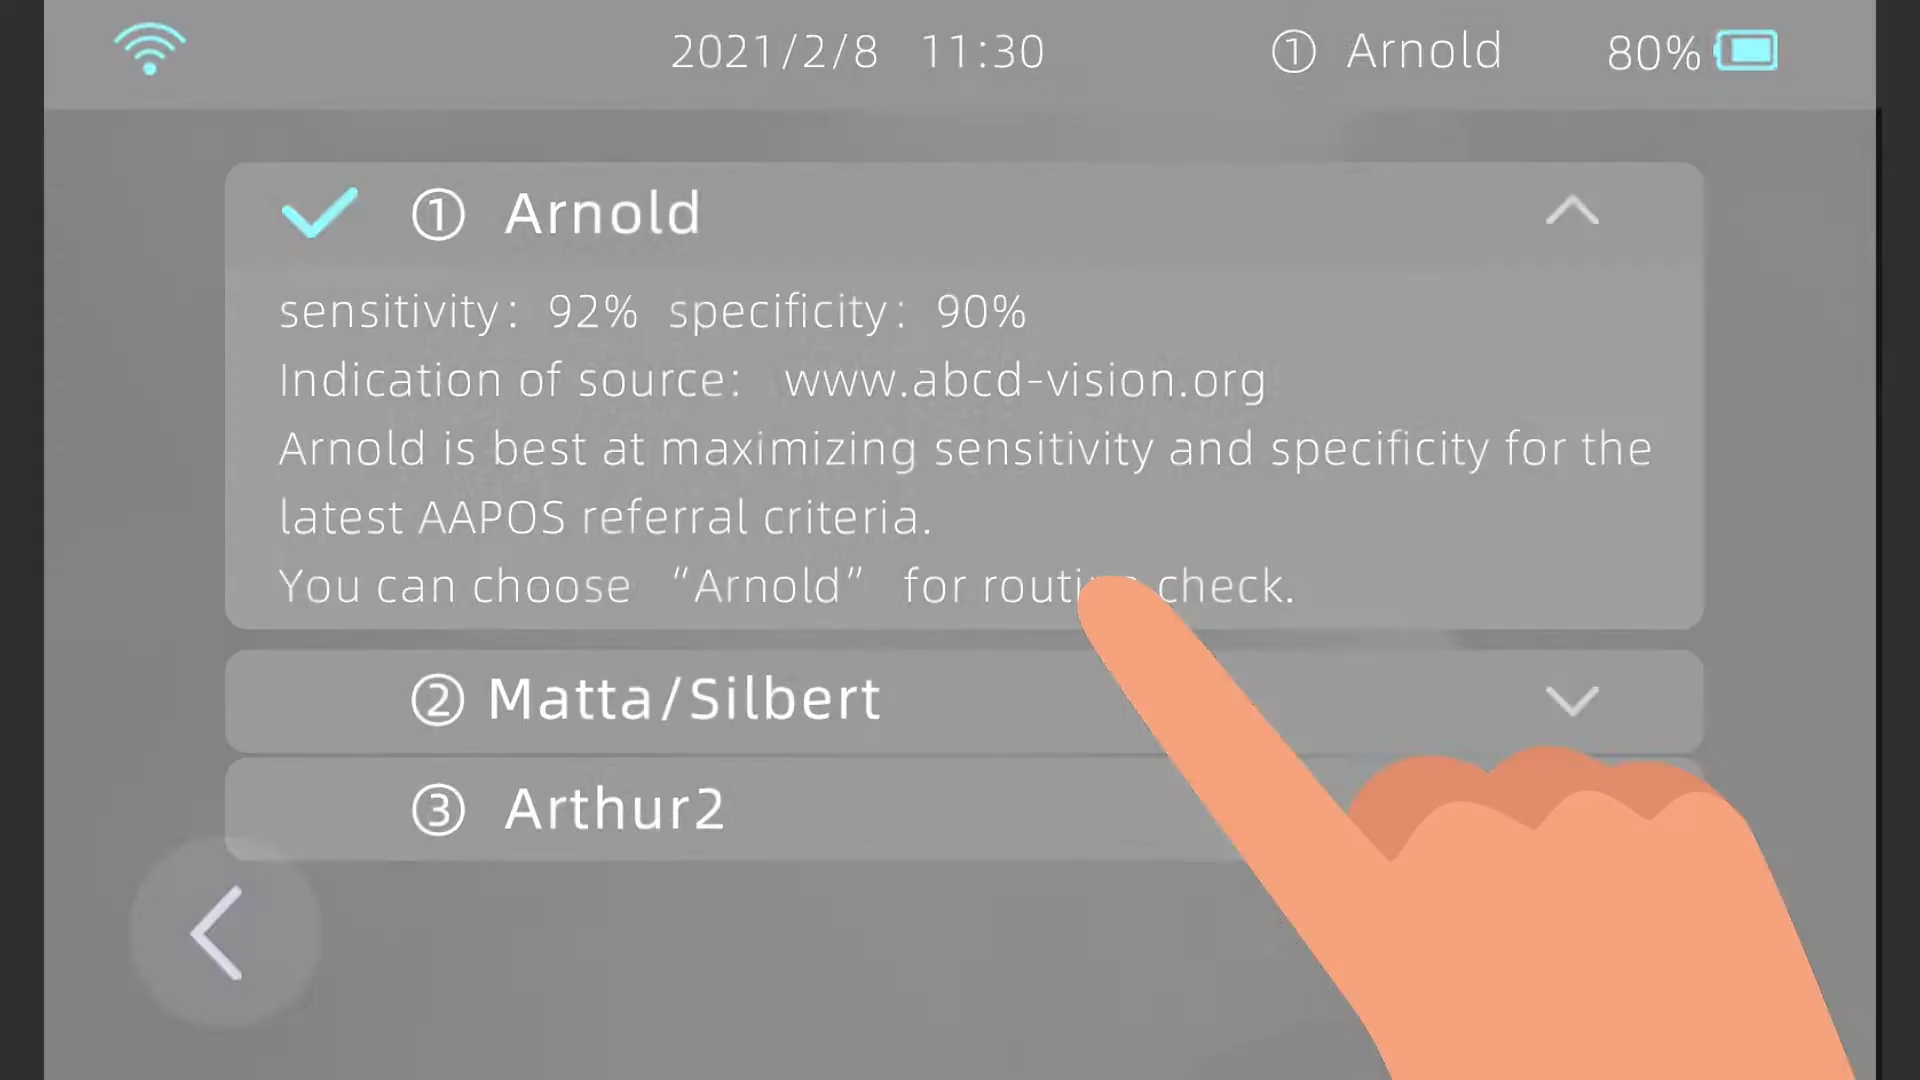 2021/2/8 11:30 ① Arnold 80%
① Arnold
sensitivity: 92% specificity: 90%
Indication of source: www.abcd-vision.org
Arnold is best at maximizing sensitivity and specificity for the
latest AAPOS referral criteria.
You can choose “Arnold” for check.
② Matta/Silbert
③ Arthur2